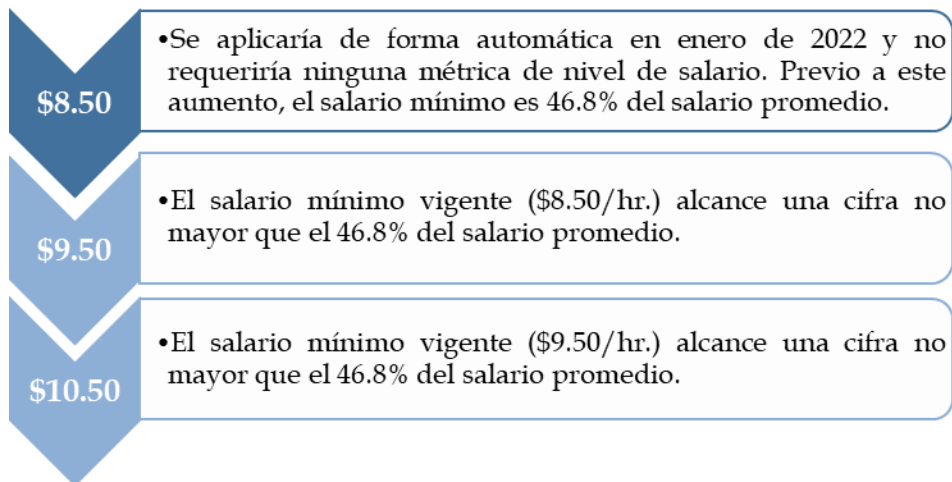 $8.50
•Se aplicaría de forma automática en enero de 2022 y no
requeriría ninguna métrica de nivel de salario. Previo a este
aumento, el salario mínimo es 46.8% del salario promedio.
$9.50
•El salario mínimo vigente ($8.50/hr.) alcance una cifra no
mayor que el 46.8% del salario promedio.
$10.50
•El salario mínimo vigente ($9.50/hr.) alcance una cifra no
mayor que el 46.8% del salario promedio.